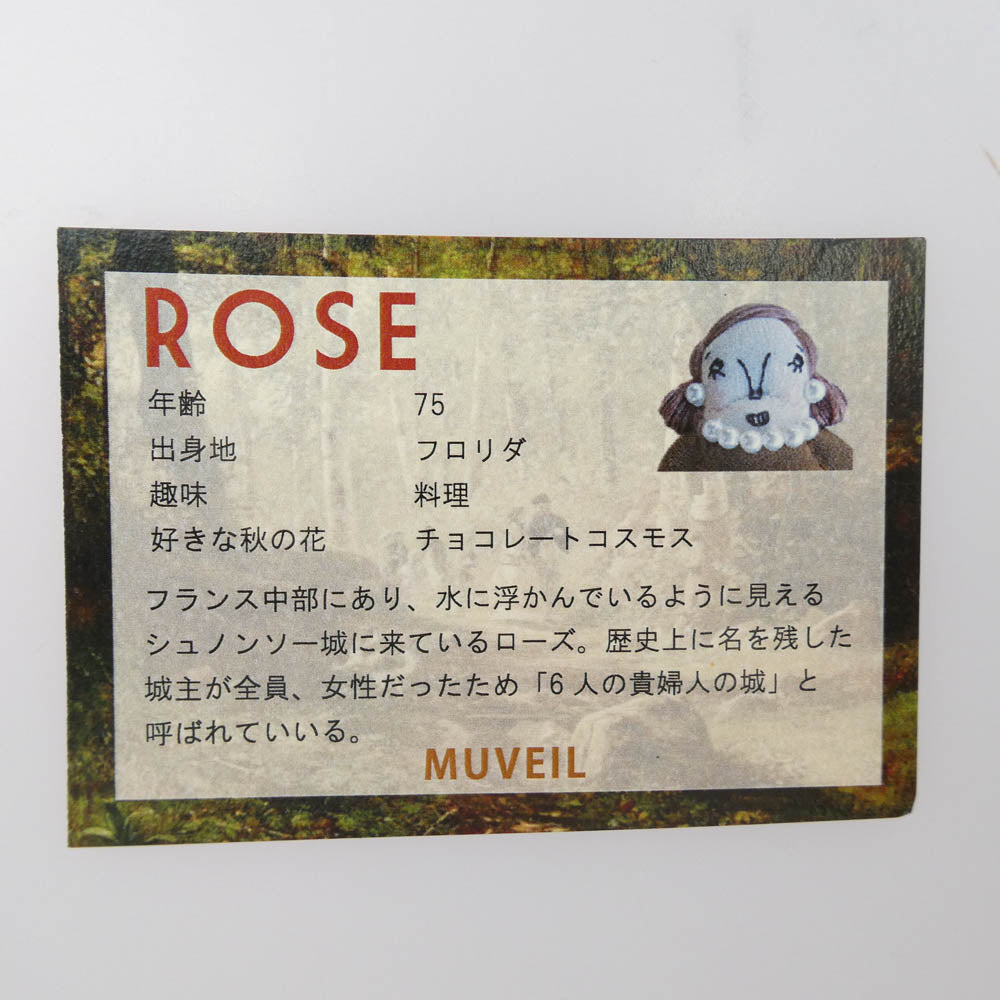 ROSE
年齢 75
出身地 フロリダ
趣味 料理
好きな秋の花 チョコレートコスモス
フランス中部にあり、水に浮かんでいるように見える
シュノンソー城に来ているローズ。歴史上に名を残した
城主が全員、女性だったため「6人の貴婦人の城」と
呼ばれていいる。
MUVEIL